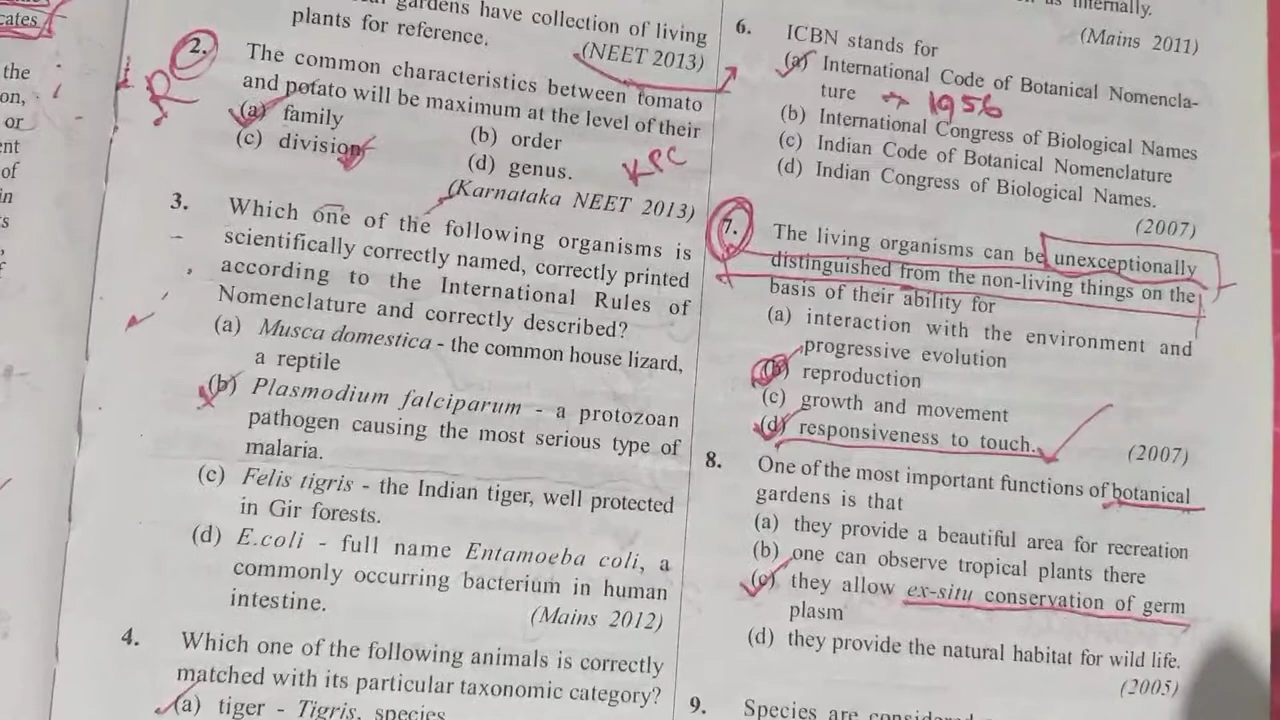 cates
the
on,
or
ent
of
in
gardens have collection of living
plants for reference.
(NEET 2013)
2. The common characteristics between tomato
and potato will be maximum at the level of their
(a) family
(b) order
(c) division
(d) genus.
KPC
(Karnataka NEET 2013)
3. Which one of the following organisms is
scientifically correctly named, correctly printed
according to the International Rules of
Nomenclature and correctly described?
(a) Musca domestica - the common house lizard,
a reptile
(b) Plasmodium falciparum - a protozoan
pathogen causing the most serious type of
malaria.
(c) Felis tigris - the Indian tiger, well protected
in Gir forests.
(d) E.coli - full name Entamoeba coli, a
commonly occurring bacterium in human
intestine.
(Mains 2012)
4. Which one of the following animals is correctly
matched with its particular taxonomic category?
(a) tiger - Tigris, species
internally.
(Mains 2011)
6. ICBN stands for
(a) International Code of Botanical Nomencla-
ture → 1956
(b) International Congress of Biological Names
(c) Indian Code of Botanical Nomenclature
(d) Indian Congress of Biological Names.
(2007)
7. The living organisms can be unexceptionally
distinguished from the non-living things on the
basis of their ability for
(a) interaction with the environment and
progressive evolution
(b) reproduction
(c) growth and movement
(d) responsiveness to touch.
(2007)
8. One of the most important functions of botanical
gardens is that
(a) they provide a beautiful area for recreation
(b) one can observe tropical plants there
(c) they allow ex-situ conservation of germ
plasm
(d) they provide the natural habitat for wild life.
(2005)
9. Species are considered